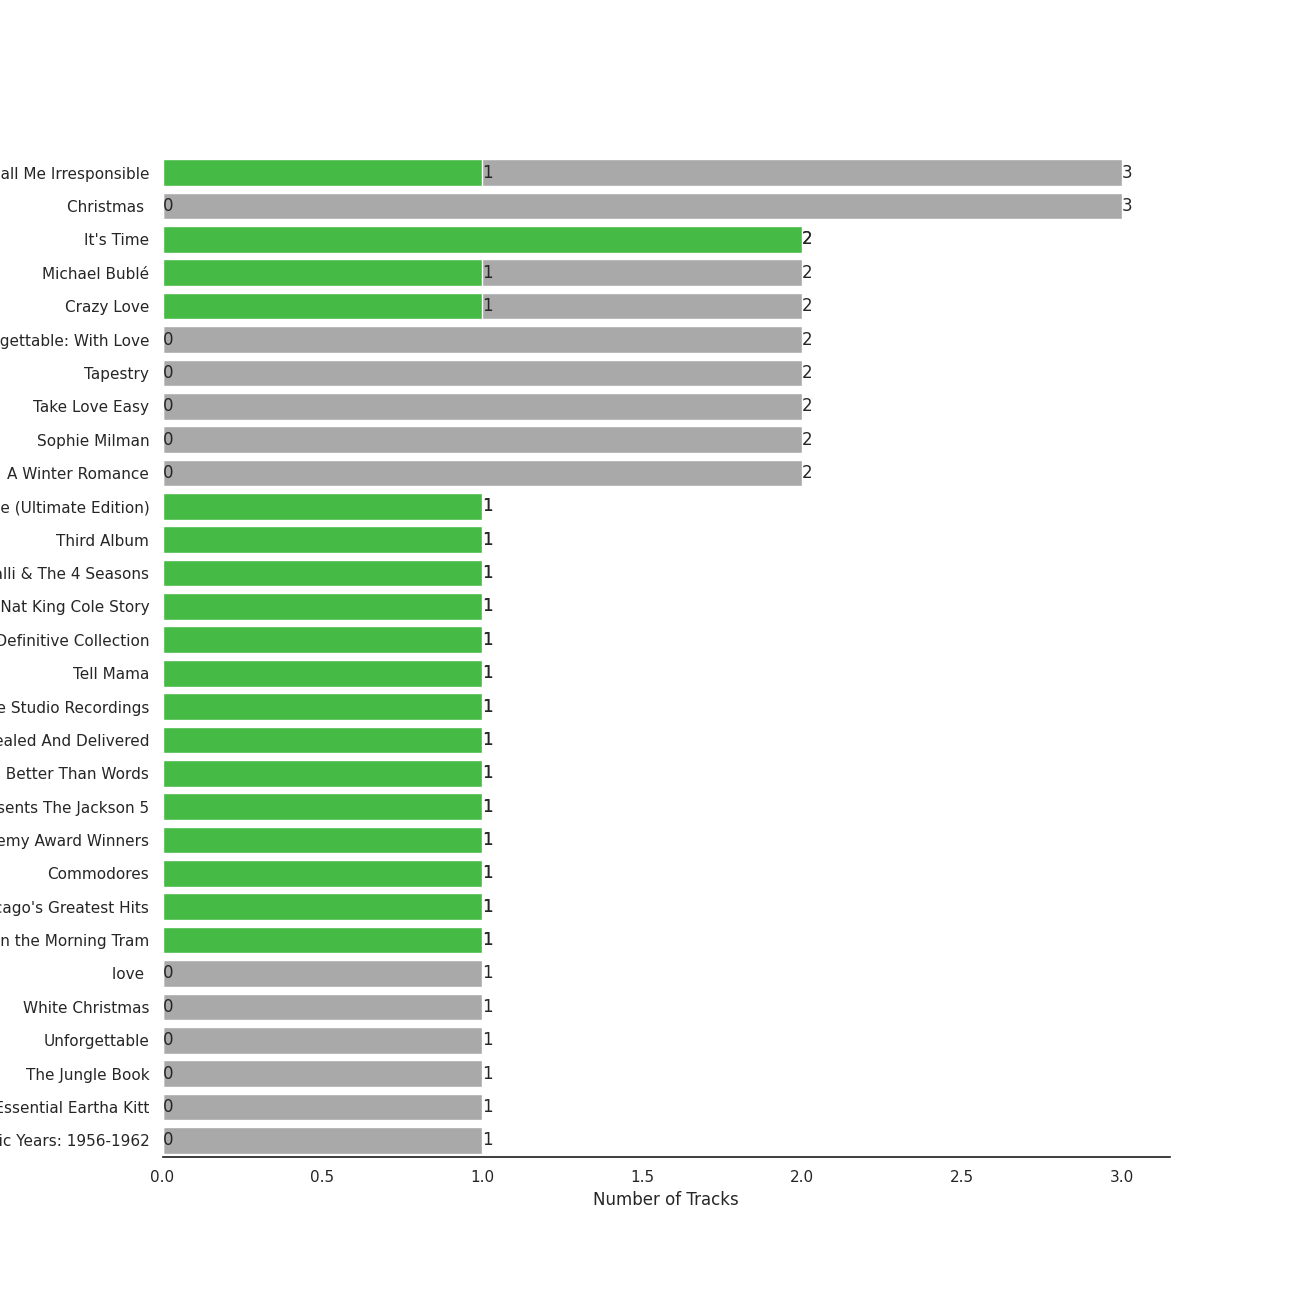 all Me Irresponsible 1 3
Christmas 0 3
It's Time 2
Michael Bublé 1 2
Crazy Love 1 2
gettable: With Love 0 2
Tapestry 0 2
Take Love Easy 0 2
Sophie Milman 0 2
A Winter Romance 0 2
e (Ultimate Edition) 1
Third Album 1
lli & The 4 Seasons 1
Nat King Cole Story 1
Definitive Collection 1
Tell Mama 1
e Studio Recordings 1
ealed And Delivered 1
Better Than Words 1
sents The Jackson 5 1
emy Award Winners 1
Commodores 1
cago's Greatest Hits 1
n the Morning Tram 1
love 0 1
White Christmas 0 1
Unforgettable 0 1
The Jungle Book 0 1
Essential Eartha Kitt 0 1
ic Years: 1956-1962 0 1
0.0 0.5 1.0 1.5 2.0 2.5 3.0
Number of Tracks